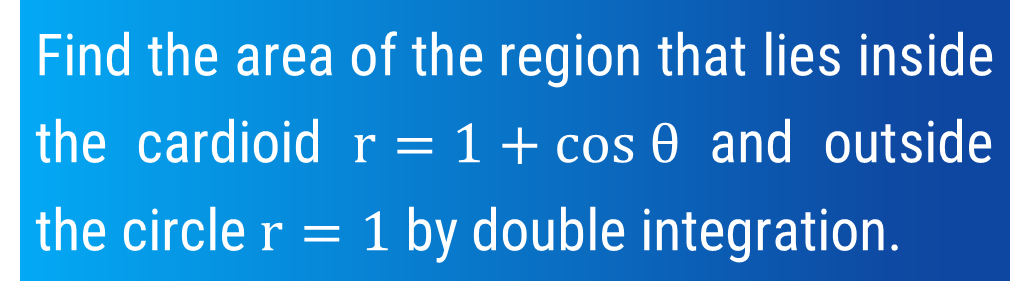 Find the area of the region that lies inside
the cardioid r = 1 + cos θ and outside
the circle r = 1 by double integration.